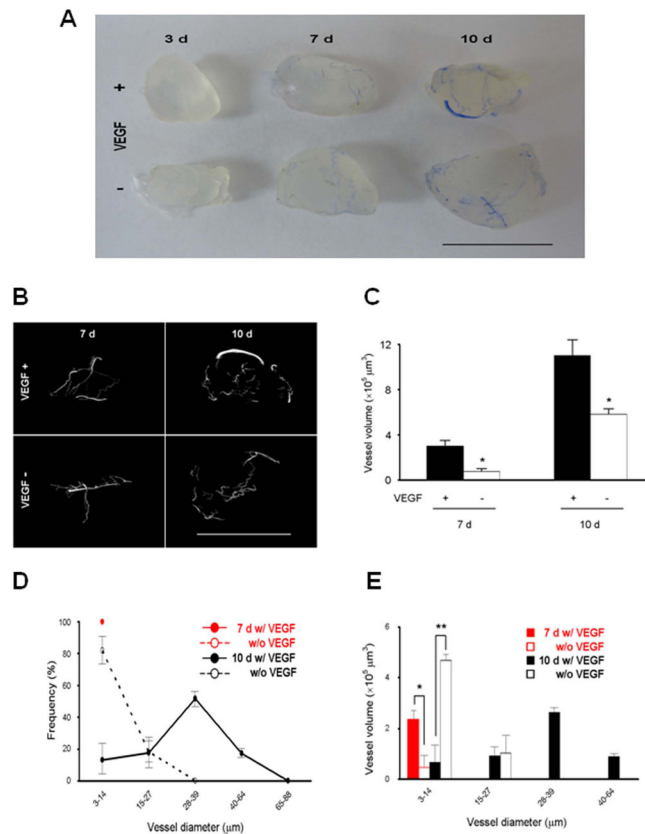 A
3 d 7 d 10 d
+
VEGF
-
B
7 d 10 d
VEGF +
VEGF -
C
Vessel volume (×10⁵ μm³)
12
8
4
0
*
*
VEGF + - + -
7 d 10 d
D
Frequency (%)
100
80
60
40
20
0
7 d w/ VEGF
w/o VEGF
10 d w/ VEGF
w/o VEGF
3-14 15-27 28-39 40-64 65-88
Vessel diameter (μm)
E
Vessel volume (×10⁵ μm³)
6
4
2
0
* **
7 d w/ VEGF
w/o VEGF
10 d w/ VEGF
w/o VEGF
3-14 15-27 28-39 40-64
Vessel diameter (μm)